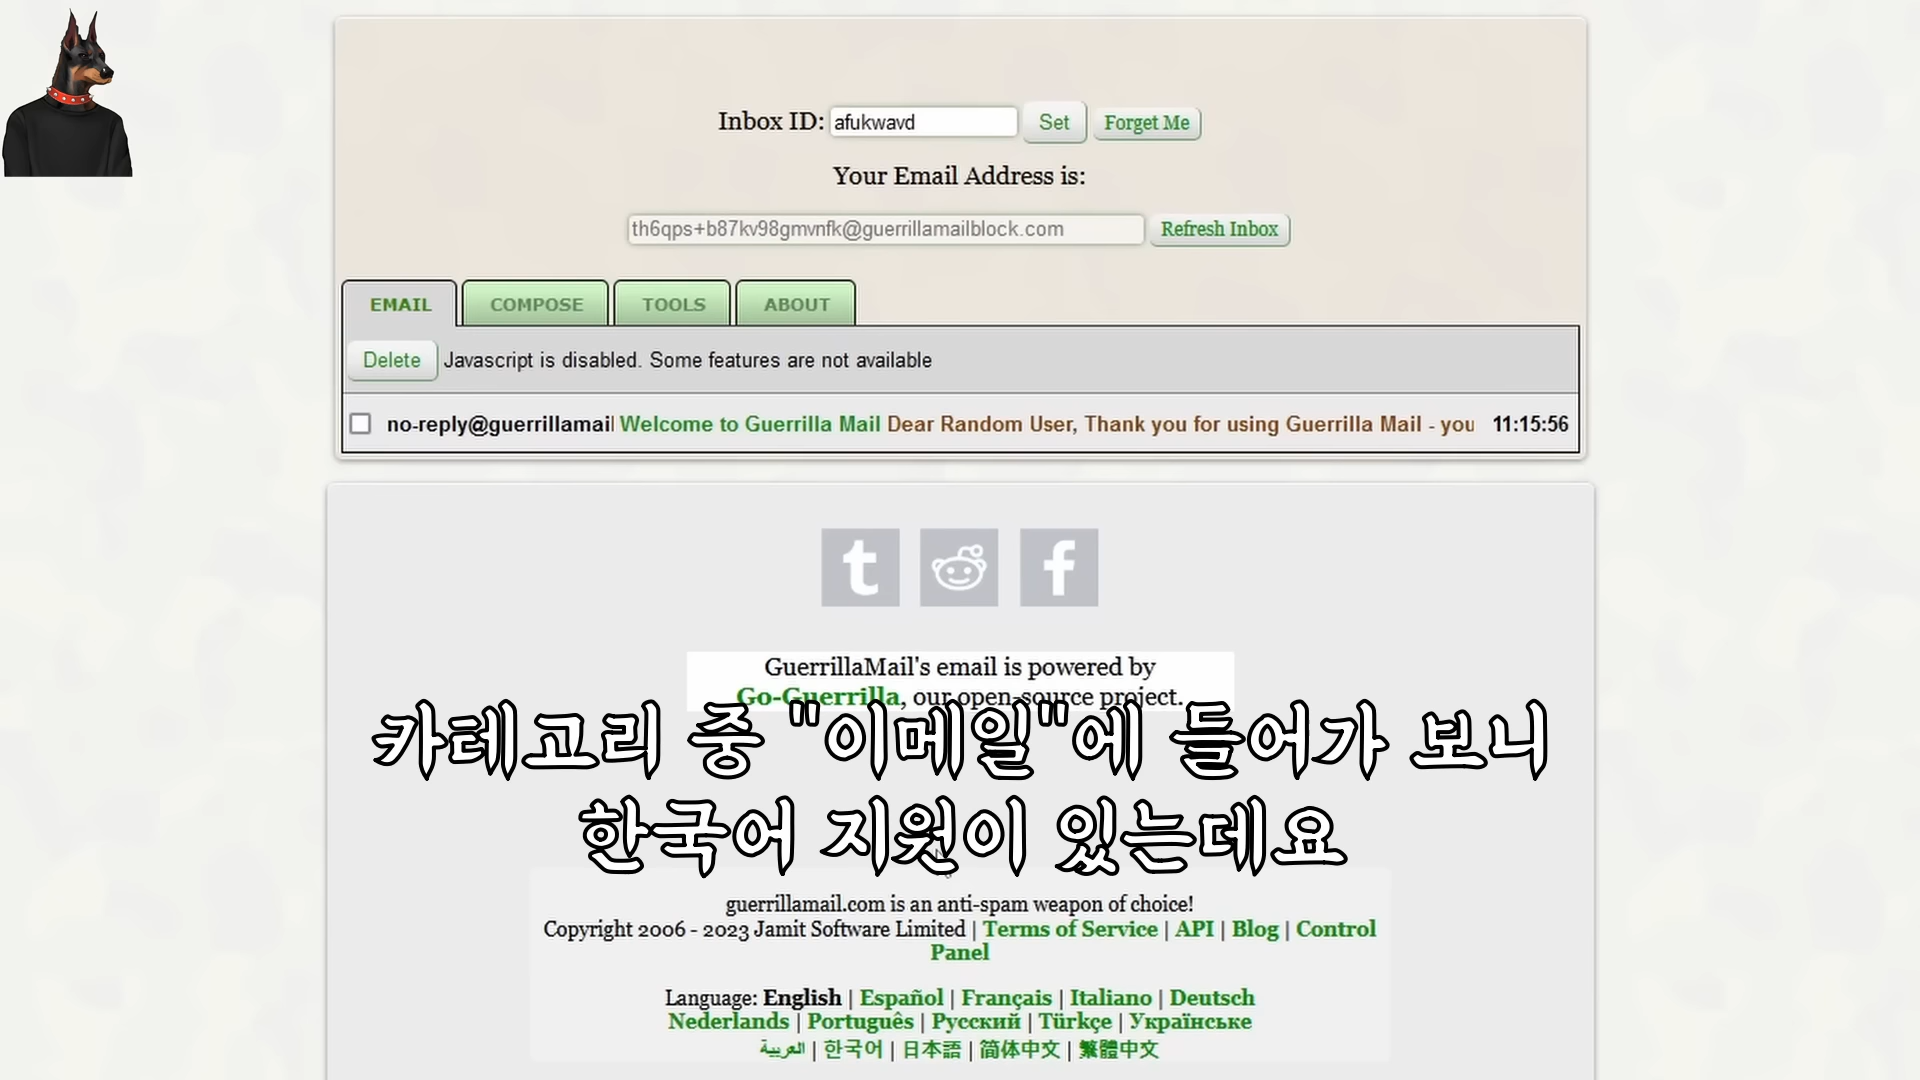 Inbox ID: afukwavd Set Forget Me
Your Email Address is:
th6qps+b87kv98gmvnfk@guerrillamailblock.com Refresh Inbox
EMAIL COMPOSE TOOLS ABOUT
Delete Javascript is disabled. Some features are not available
no-reply@guerrillamail Welcome to Guerrilla Mail Dear Random User, Thank you for using Guerrilla Mail - you 11:15:56
GuerrillaMail's email is powered by
Go-Guerrilla, our open-source project.
카테고리 중 "이메일"에 들어가 보니
한국어 지원이 있는데요
guerrillamail.com is an anti-spam weapon of choice!
Copyright 2006 - 2023 Jamit Software Limited | Terms of Service | API | Blog | Control
Panel
Language: English | Español | Français | Italiano | Deutsch
Nederlands | Português | Русский | Türkçe | Українське
العربية | 한국어 | 日本語 | 简体中文 | 繁體中文